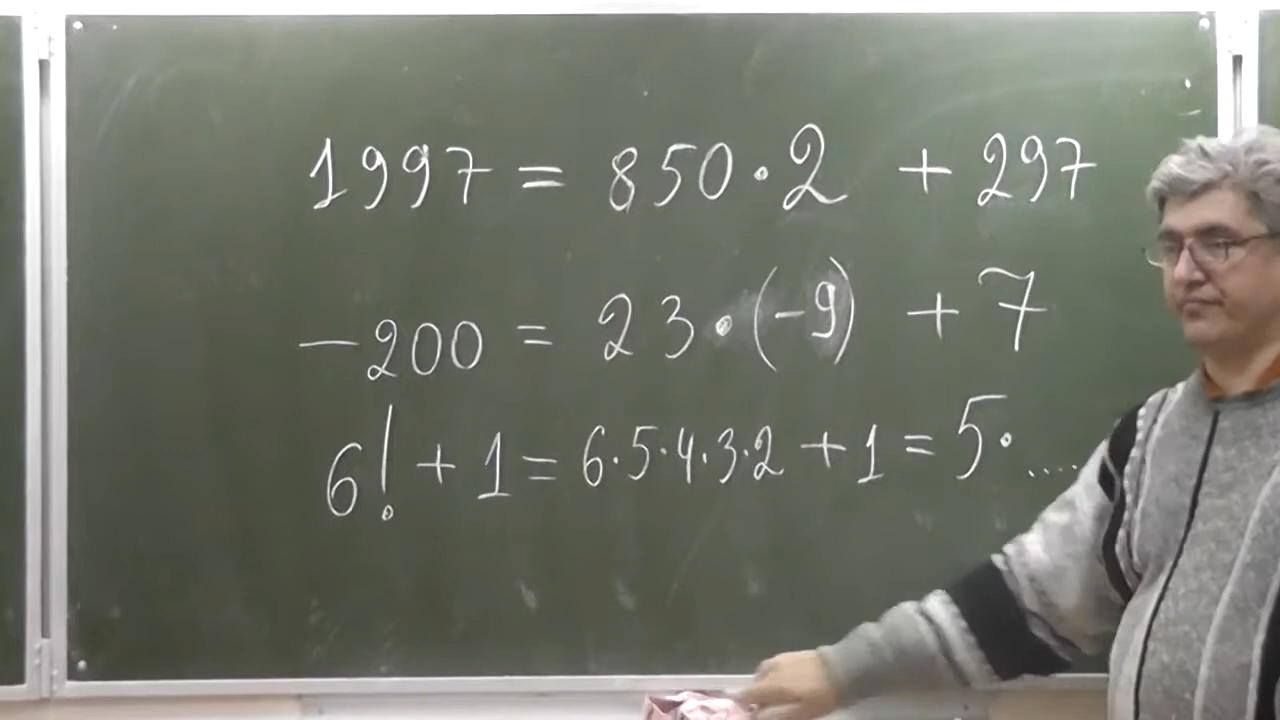 1997 = 850·2 + 297
-200 = 23·(-9) + 7
6! + 1 = 6·5·4·3·2 + 1 = 5· ....